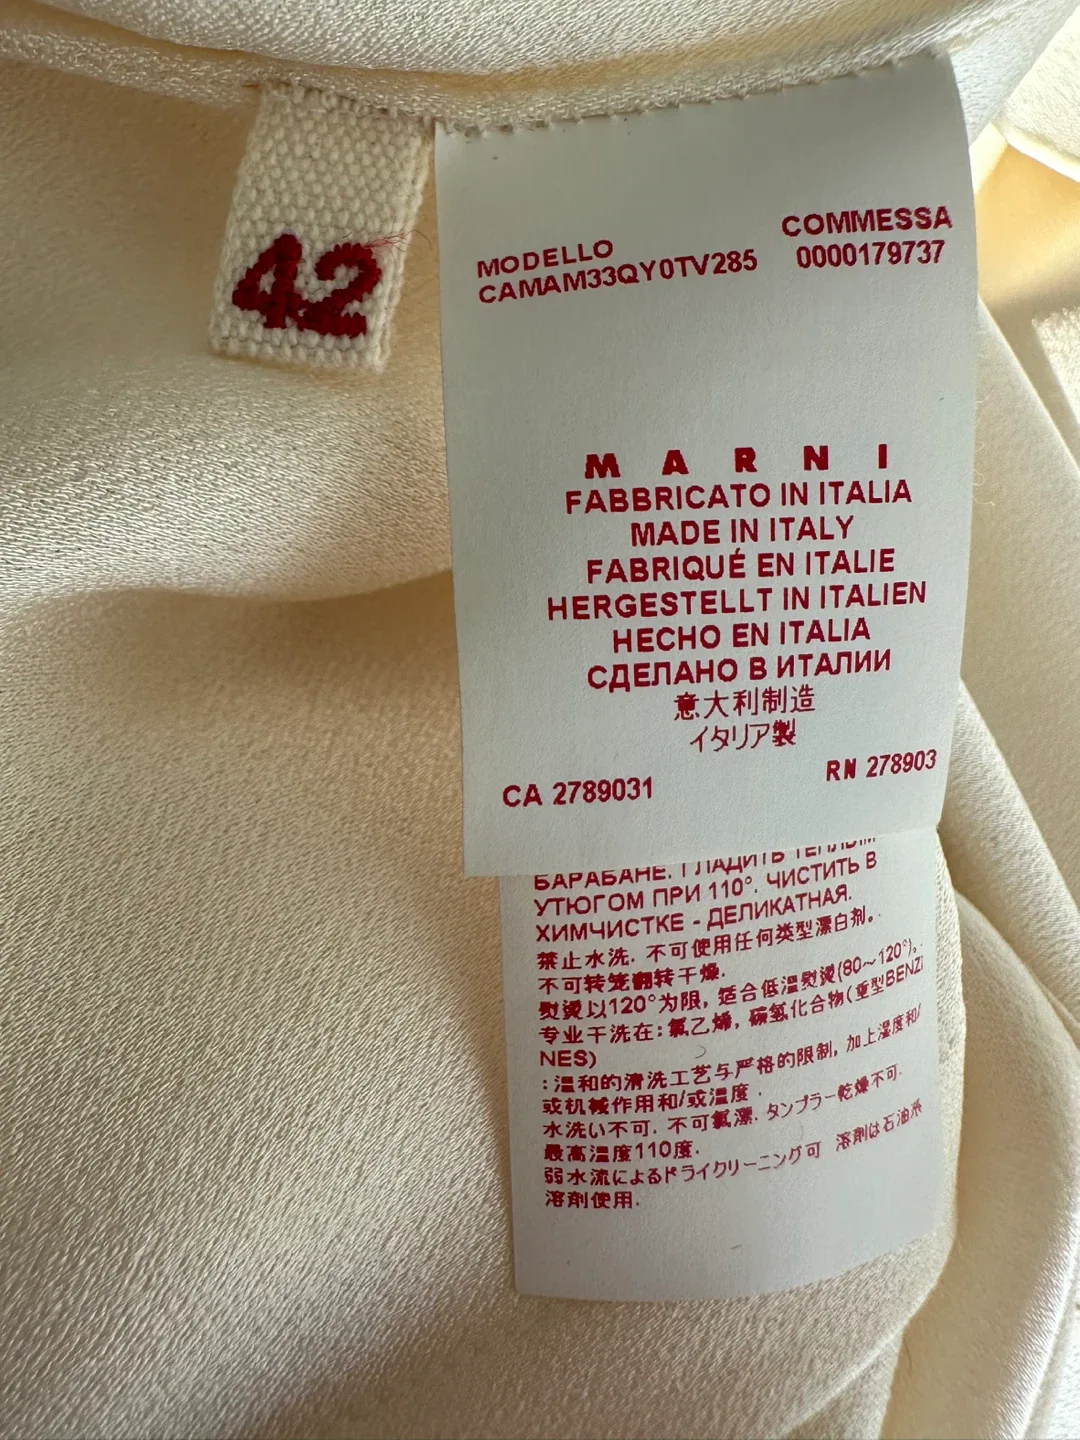 42
MODELLO
CAMAM33QY0TV285
COMMESSA
0000179737
MARNI
FABBRICATO IN ITALIA
MADE IN ITALY
FABRIQUÉ EN ITALIE
HERGESTELLT IN ITALIEN
HECHO EN ITALIA
СДЕЛАНО В ИТАЛИИ
意大利制造
イタリア製
CA 2789031
RN 278903
БАРАБАНЕ. ГЛАДИТЬ ТЕПЛЫМ
УТЮГОМ ПРИ 110°. ЧИСТИТЬ В
ХИМЧИСТКЕ - ДЕЛИКАТНАЯ.
禁止水洗. 不可使用任何类型漂白剂。
不可转笼翻转干燥.
熨烫以120°为限, 适合低温熨烫(80~120°)。
专业干洗在: 氯乙烯, 碳氢化合物(重型BENZI
NES)
:温和的清洗工艺与严格的限制, 加上湿度和/
或机械作用和/或温度 .
水洗い不可. 不可氯漂. タンブラー乾燥不可.
最高温度110度.
弱水流によるドライクリーニング可 溶剤は石油系
溶剤使用.